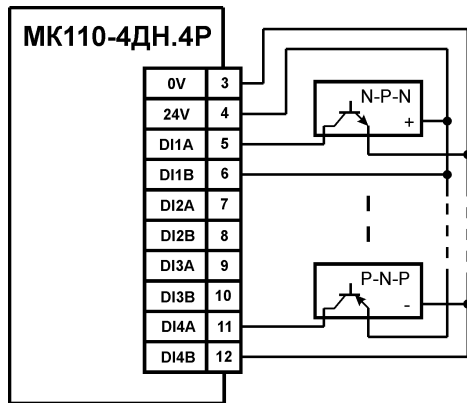 МК110-4ДН.4Р
0V 3
24V 4
DI1A 5
DI1B 6
DI2A 7
DI2B 8
DI3A 9
DI3B 10
DI4A 11
DI4B 12
N-P-N
+
P-N-P
-